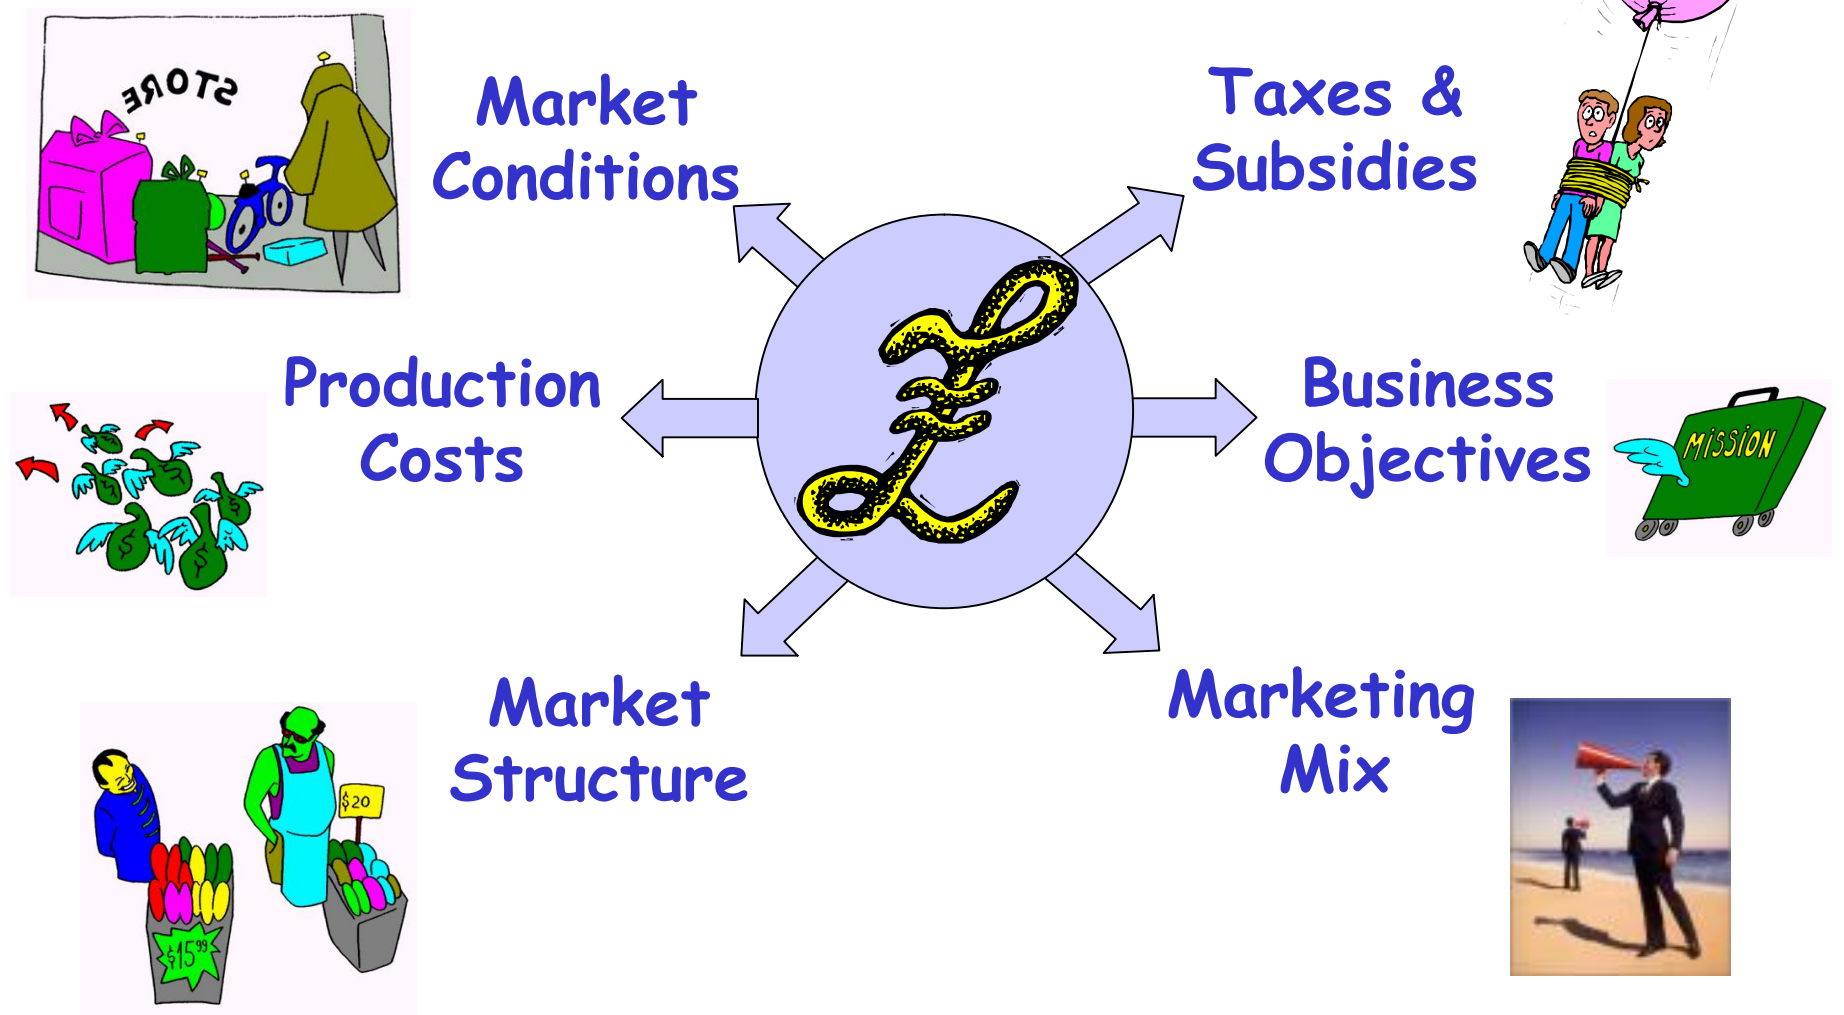 STORE
Market
Conditions
Taxes &
Subsidies
Production
Costs
£
Business
Objectives
MiSSiON
$
$
$
Market
Structure
$20
$15.99
Marketing
Mix